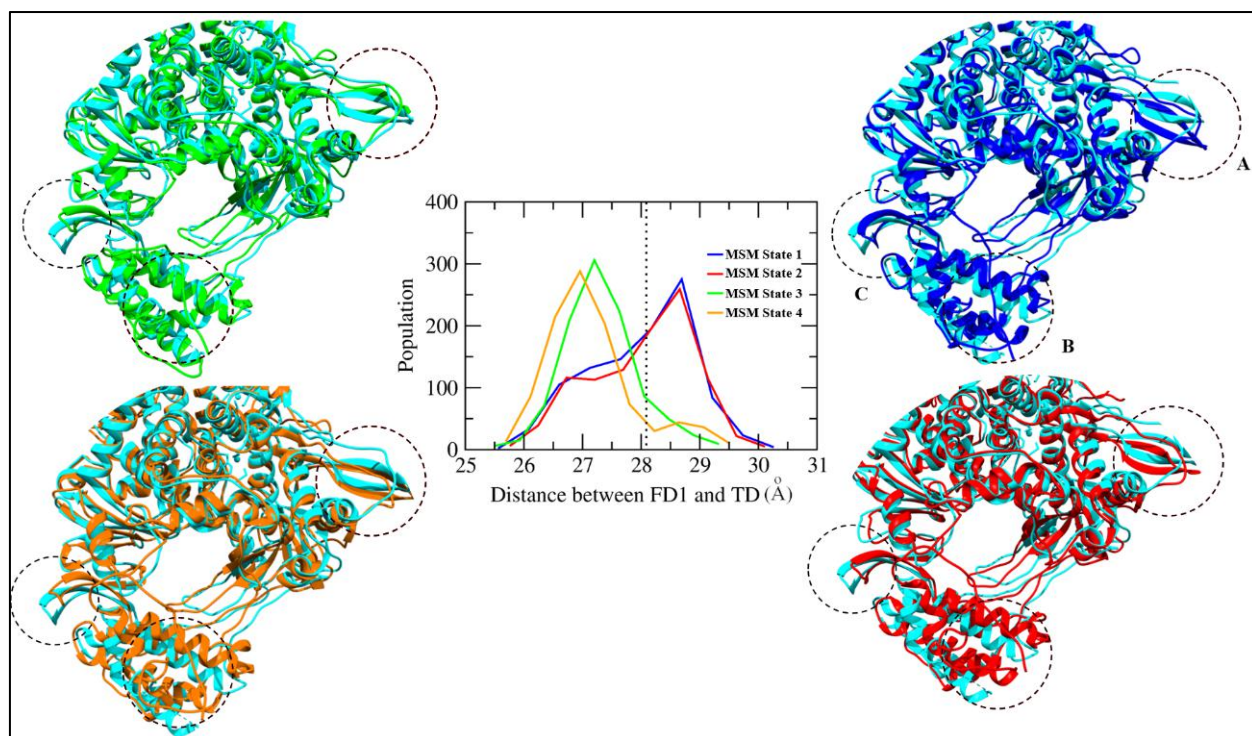 400
300
200
100
0
Population
MSM State 1
MSM State 2
MSM State 3
MSM State 4
25 26 27 28 29 30 31
Distance between FD1 and TD (Å)
A
C
B